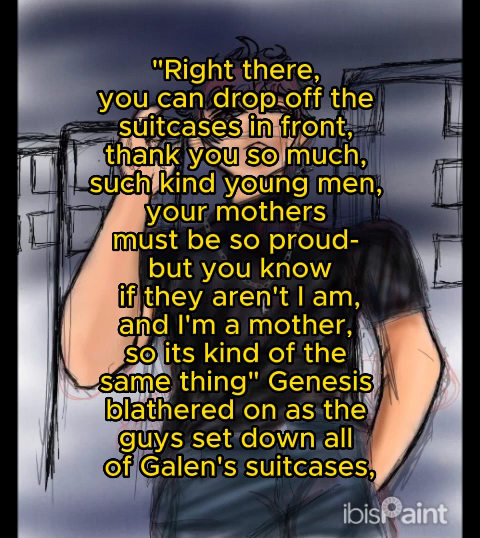 "Right there,
you can drop off the
suitcases in front,
thank you so much,
such kind young men,
your mothers
must be so proud-
but you know
if they aren't I am,
and I'm a mother,
so its kind of the
same thing" Genesis
blathered on as the
guys set down all
of Galen's suitcases,
ibisPaint